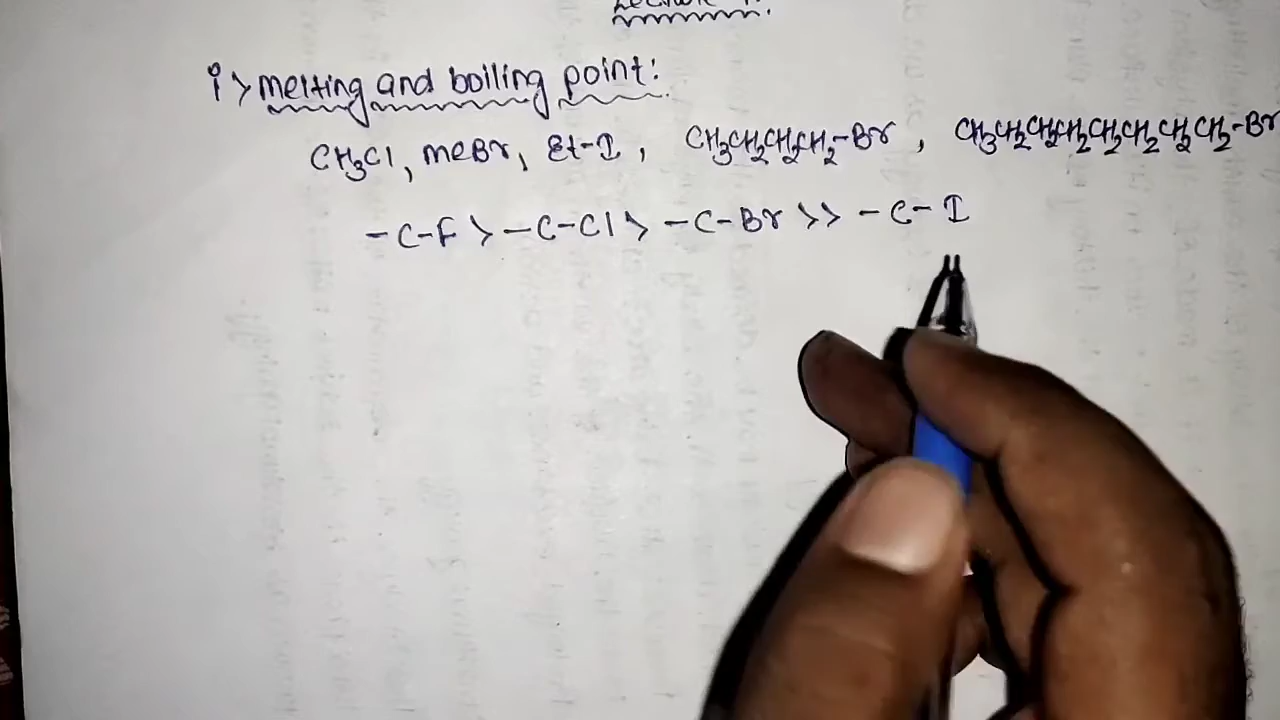 i> melting and boiling point:
CH3Cl, MeBr, Et-I, CH3CH2CH2CH2-Br, CH3CH2CH2CH2CH2CH2CH2CH2-Br
-C-F > -C-Cl > -C-Br >> -C-I